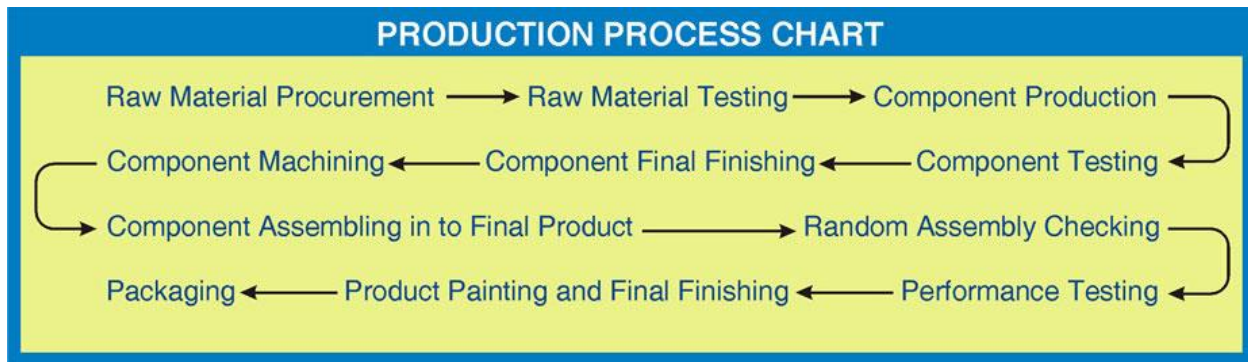 PRODUCTION PROCESS CHART
Raw Material Procurement Raw Material Testing Component Production
Component Machining Component Final Finishing Component Testing
Component Assembling in to Final Product Random Assembly Checking
Packaging Product Painting and Final Finishing Performance Testing